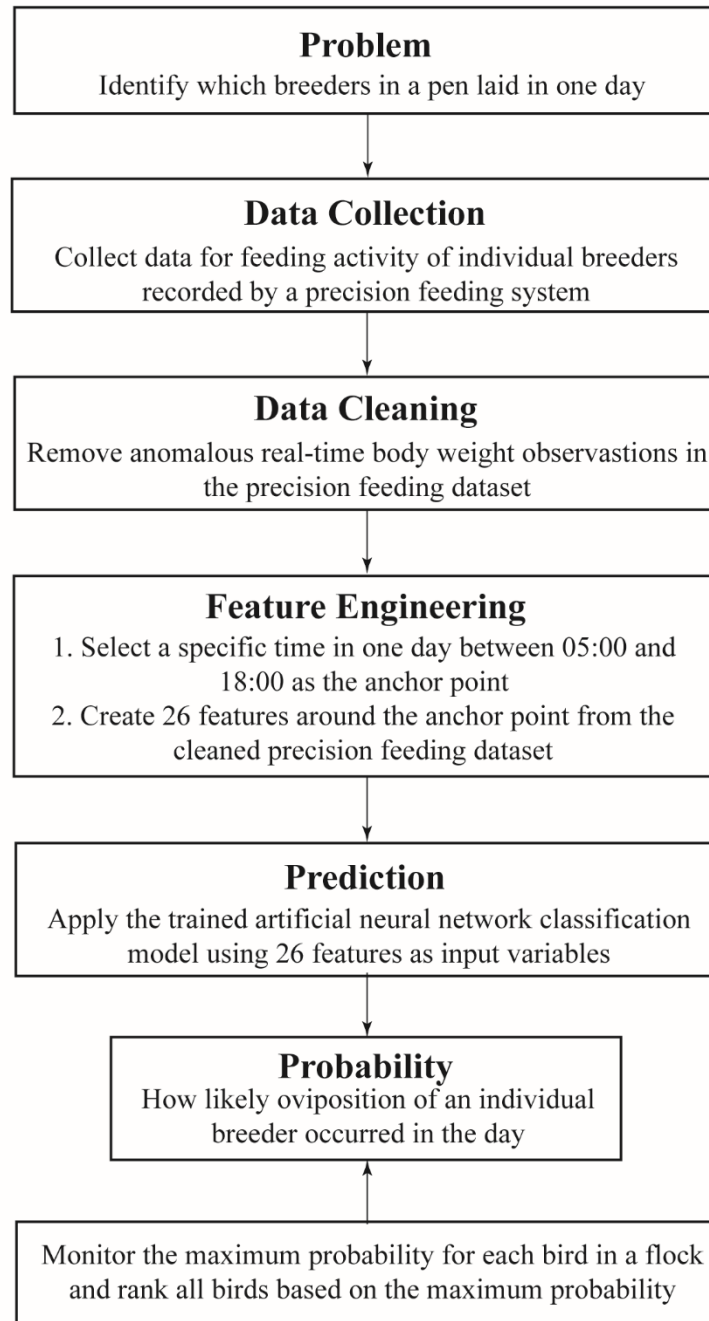 Problem
Identify which breeders in a pen laid in one day
Data Collection
Collect data for feeding activity of individual breeders
recorded by a precision feeding system
Data Cleaning
Remove anomalous real-time body weight observastions in
the precision feeding dataset
Feature Engineering
1. Select a specific time in one day between 05:00 and
18:00 as the anchor point
2. Create 26 features around the anchor point from the
cleaned precision feeding dataset
Prediction
Apply the trained artificial neural network classification
model using 26 features as input variables
Probability
How likely oviposition of an individual
breeder occurred in the day
Monitor the maximum probability for each bird in a flock
and rank all birds based on the maximum probability